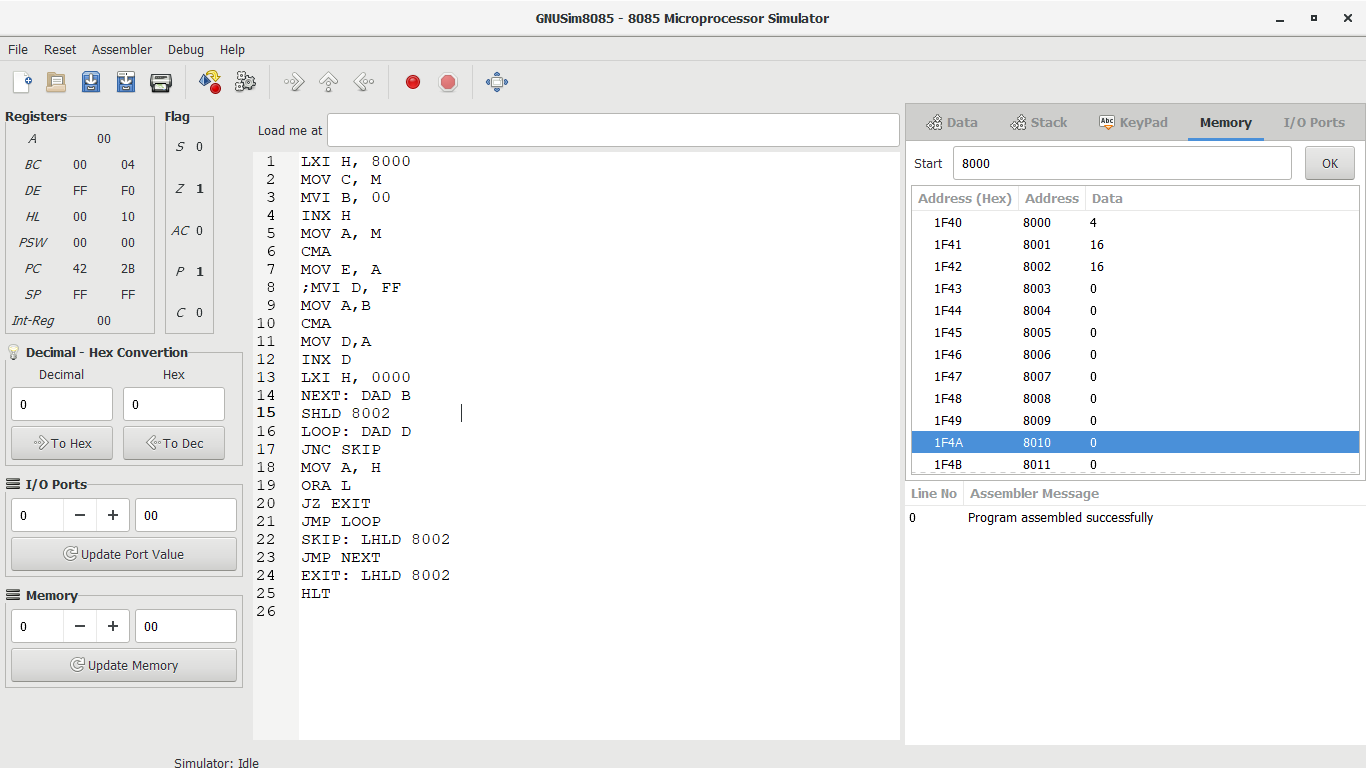 GNUSim8085 - 8085 Microprocessor Simulator
File Reset Assembler Debug Help
Registers
A 00
BC 00 04
DE FF F0
HL 00 10
PSW 00 00
PC 42 2B
SP FF FF
Int-Reg 00
Flag
S 0
Z 1
AC 0
P 1
C 0
Decimal - Hex Convertion
Decimal Hex
0 0
To Hex To Dec
I/O Ports
0 − + 00
Update Port Value
Memory
0 − + 00
Update Memory
Load me at
1 LXI H, 8000
2 MOV C, M
3 MVI B, 00
4 INX H
5 MOV A, M
6 CMA
7 MOV E, A
8 ;MVI D, FF
9 MOV A,B
10 CMA
11 MOV D,A
12 INX D
13 LXI H, 0000
14 NEXT: DAD B
15 SHLD 8002
16 LOOP: DAD D
17 JNC SKIP
18 MOV A, H
19 ORA L
20 JZ EXIT
21 JMP LOOP
22 SKIP: LHLD 8002
23 JMP NEXT
24 EXIT: LHLD 8002
25 HLT
26
Data Stack Abc KeyPad Memory I/O Ports
Start 8000 OK
Address (Hex) Address Data
1F40 8000 4
1F41 8001 16
1F42 8002 16
1F43 8003 0
1F44 8004 0
1F45 8005 0
1F46 8006 0
1F47 8007 0
1F48 8008 0
1F49 8009 0
1F4A 8010 0
1F4B 8011 0
Line No Assembler Message
0 Program assembled successfully
Simulator: Idle